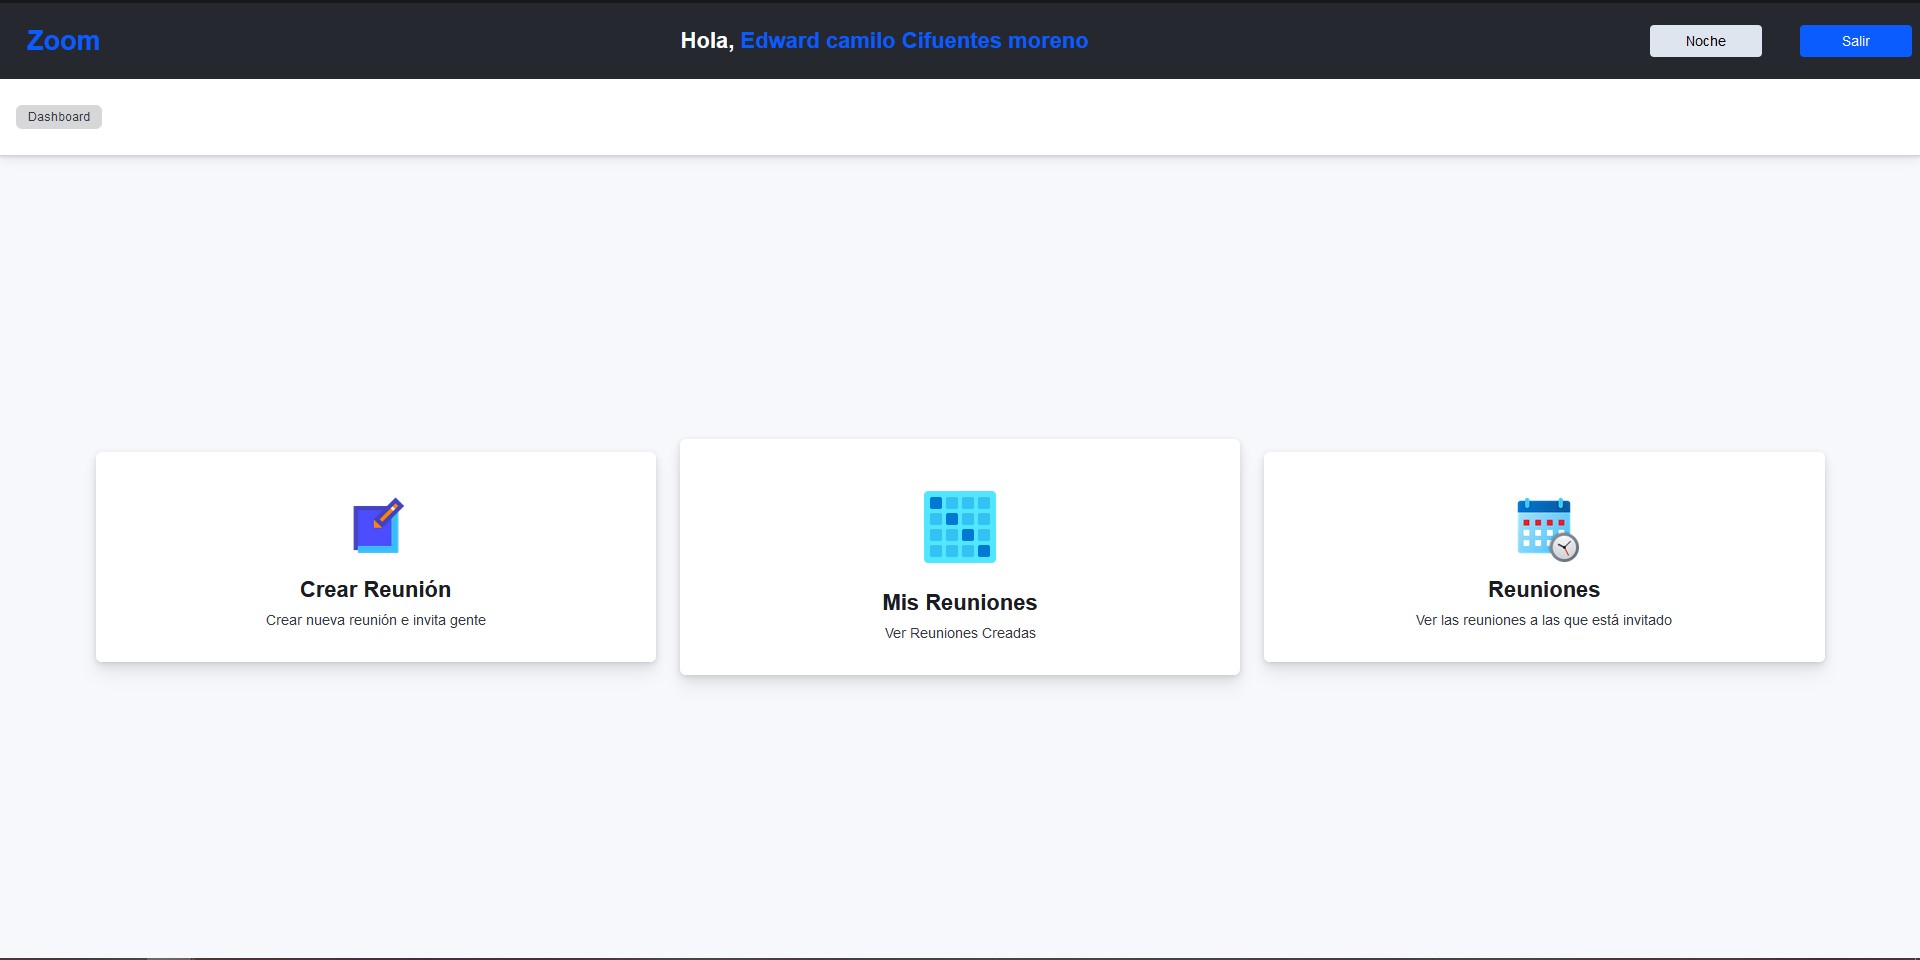 Zoom
Hola, Edward camilo Cifuentes moreno
Noche
Salir
Dashboard
Crear Reunión
Crear nueva reunión e invita gente
Mis Reuniones
Ver Reuniones Creadas
Reuniones
Ver las reuniones a las que está invitado